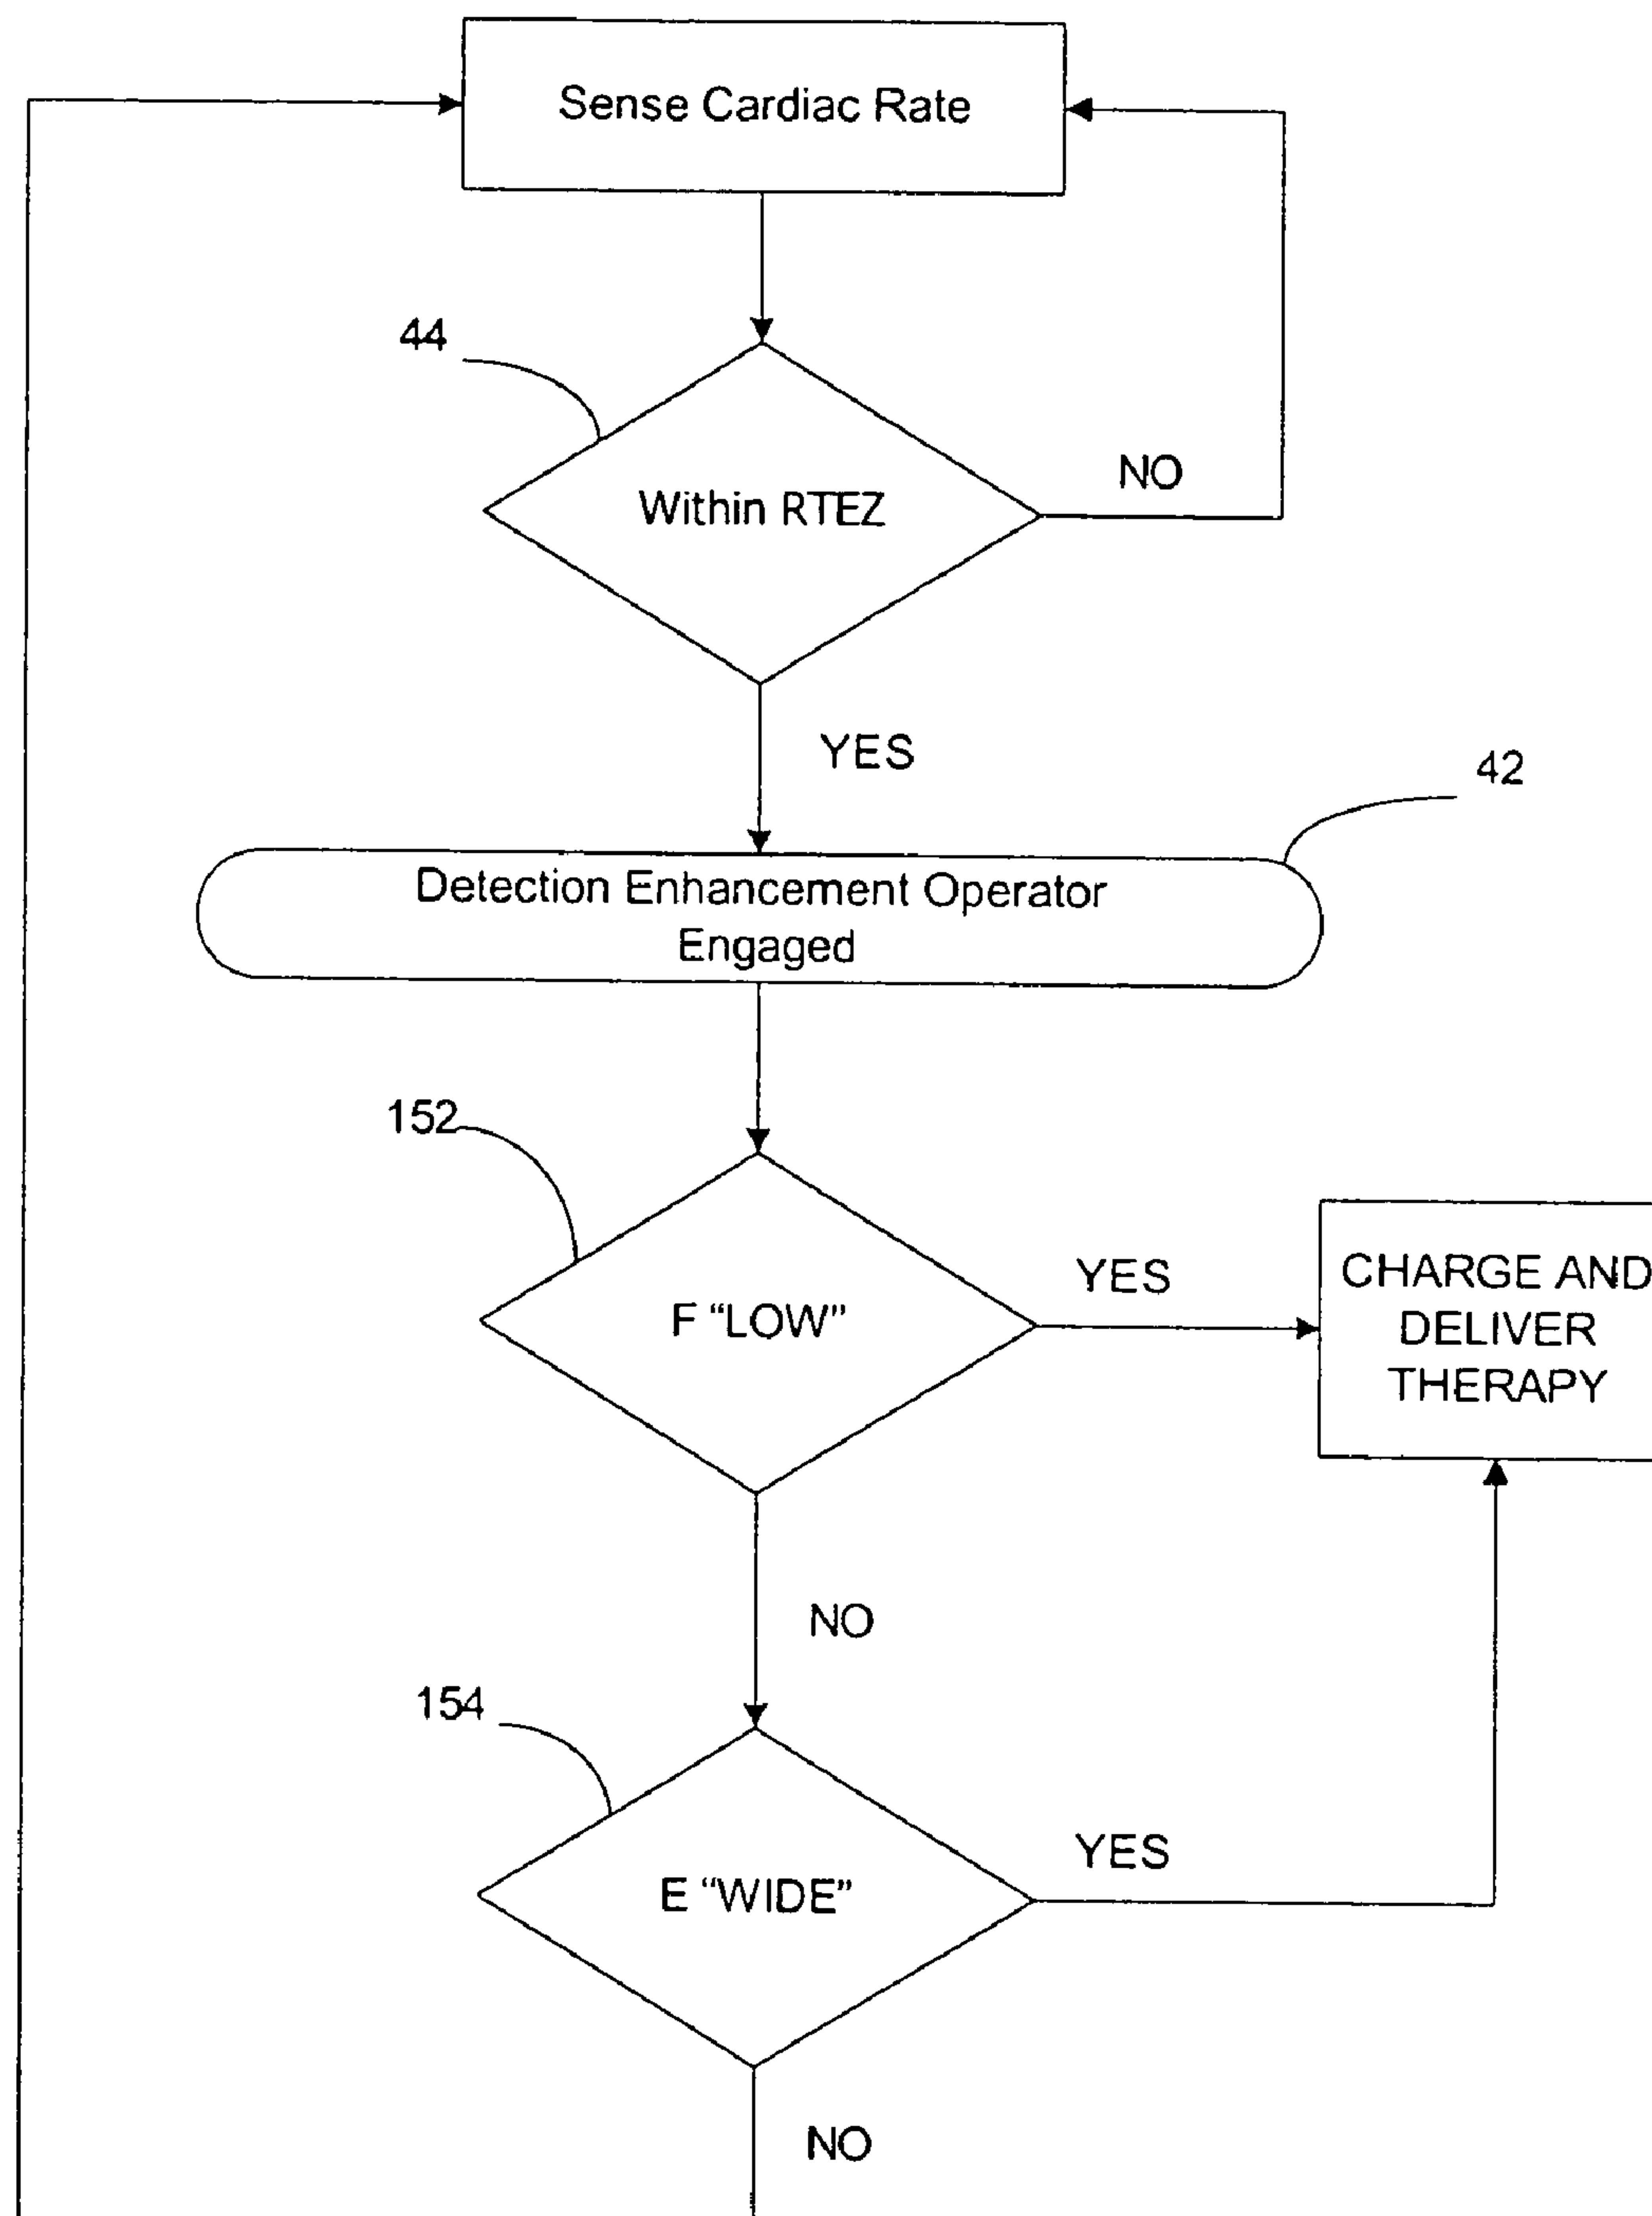 Sense Cardiac Rate
44
Within RTEZ
NO
YES
42
Detection Enhancement Operator
Engaged
152
F “LOW”
YES
CHARGE AND
DELIVER
THERAPY
NO
154
E “WIDE”
YES
NO